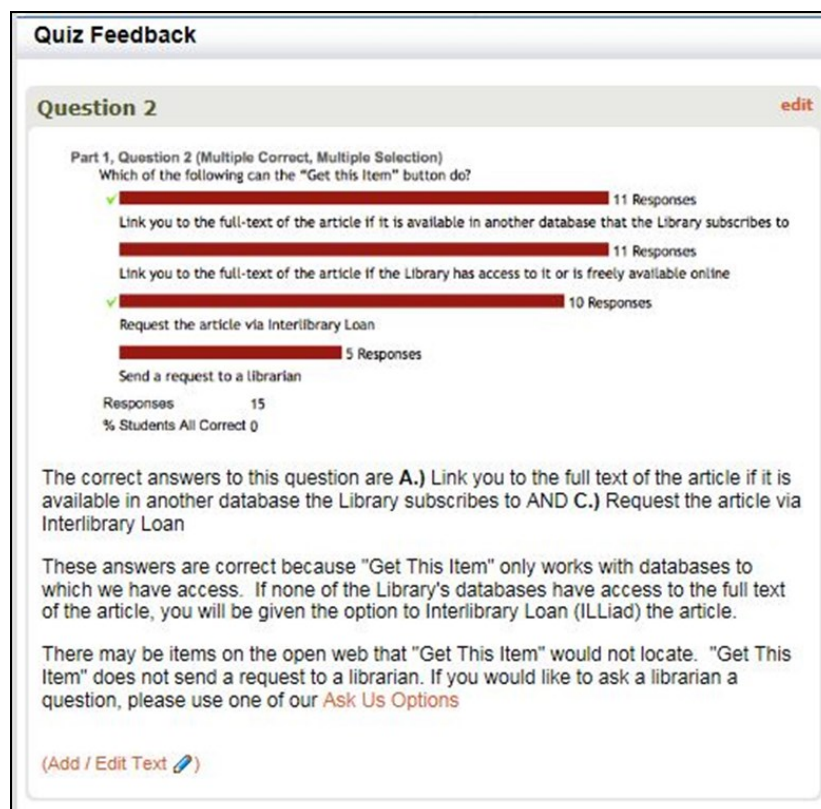 Quiz Feedback
Question 2
edit
Part 1, Question 2 (Multiple Correct, Multiple Selection)
Which of the following can the "Get this Item" button do?
11 Responses
Link you to the full-text of the article if it is available in another database that the Library subscribes to
11 Responses
Link you to the full-text of the article if the Library has access to it or is freely available online
10 Responses
Request the article via Interlibrary Loan
5 Responses
Send a request to a librarian
Responses 15
% Students All Correct 0
The correct answers to this question are A.) Link you to the full text of the article if it is
available in another database the Library subscribes to AND C.) Request the article via
Interlibrary Loan
These answers are correct because "Get This Item" only works with databases to
which we have access.  If none of the Library's databases have access to the full text
of the article, you will be given the option to Interlibrary Loan (ILLiad) the article.
There may be items on the open web that "Get This Item" would not locate.  "Get This
Item" does not send a request to a librarian. If you would like to ask a librarian a
question, please use one of our Ask Us Options
(Add / Edit Text )